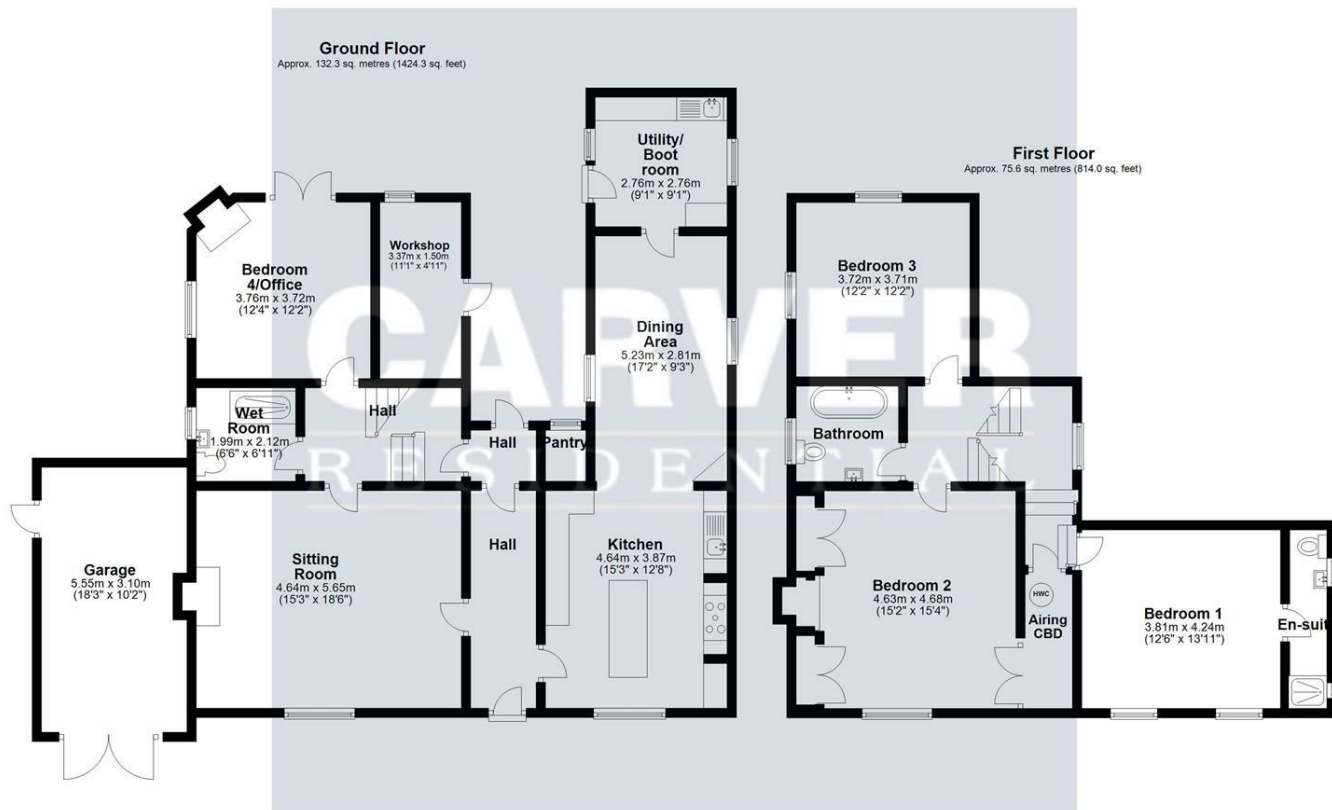 Ground Floor
Approx. 132.3 sq. metres (1424.3 sq. feet)
Utility/
Boot
room
2.76m x 2.76m
(9'1" x 9'1")
Workshop
3.37m x 1.50m
(11'1" x 4'11")
Bedroom
4/Office
3.76m x 3.72m
(12'4" x 12'2")
Dining
Area
5.23m x 2.81m
(17'2" x 9'3")
Wet
Room
1.99m x 2.12m
(6'6" x 6'11")
Hall
Hall
Pantry
Garage
5.55m x 3.10m
(18'3" x 10'2")
Sitting
Room
4.64m x 5.65m
(15'3" x 18'6")
Hall
Kitchen
4.64m x 3.87m
(15'3" x 12'8")
First Floor
Approx. 75.6 sq. metres (814.0 sq. feet)
Bedroom 3
3.72m x 3.71m
(12'2" x 12'2")
Bathroom
Bedroom 2
4.63m x 4.68m
(15'2" x 15'4")
HWC
Airing
CBD
Bedroom 1
3.81m x 4.24m
(12'6" x 13'11")
En-suit
CARVER
RESIDENTIAL